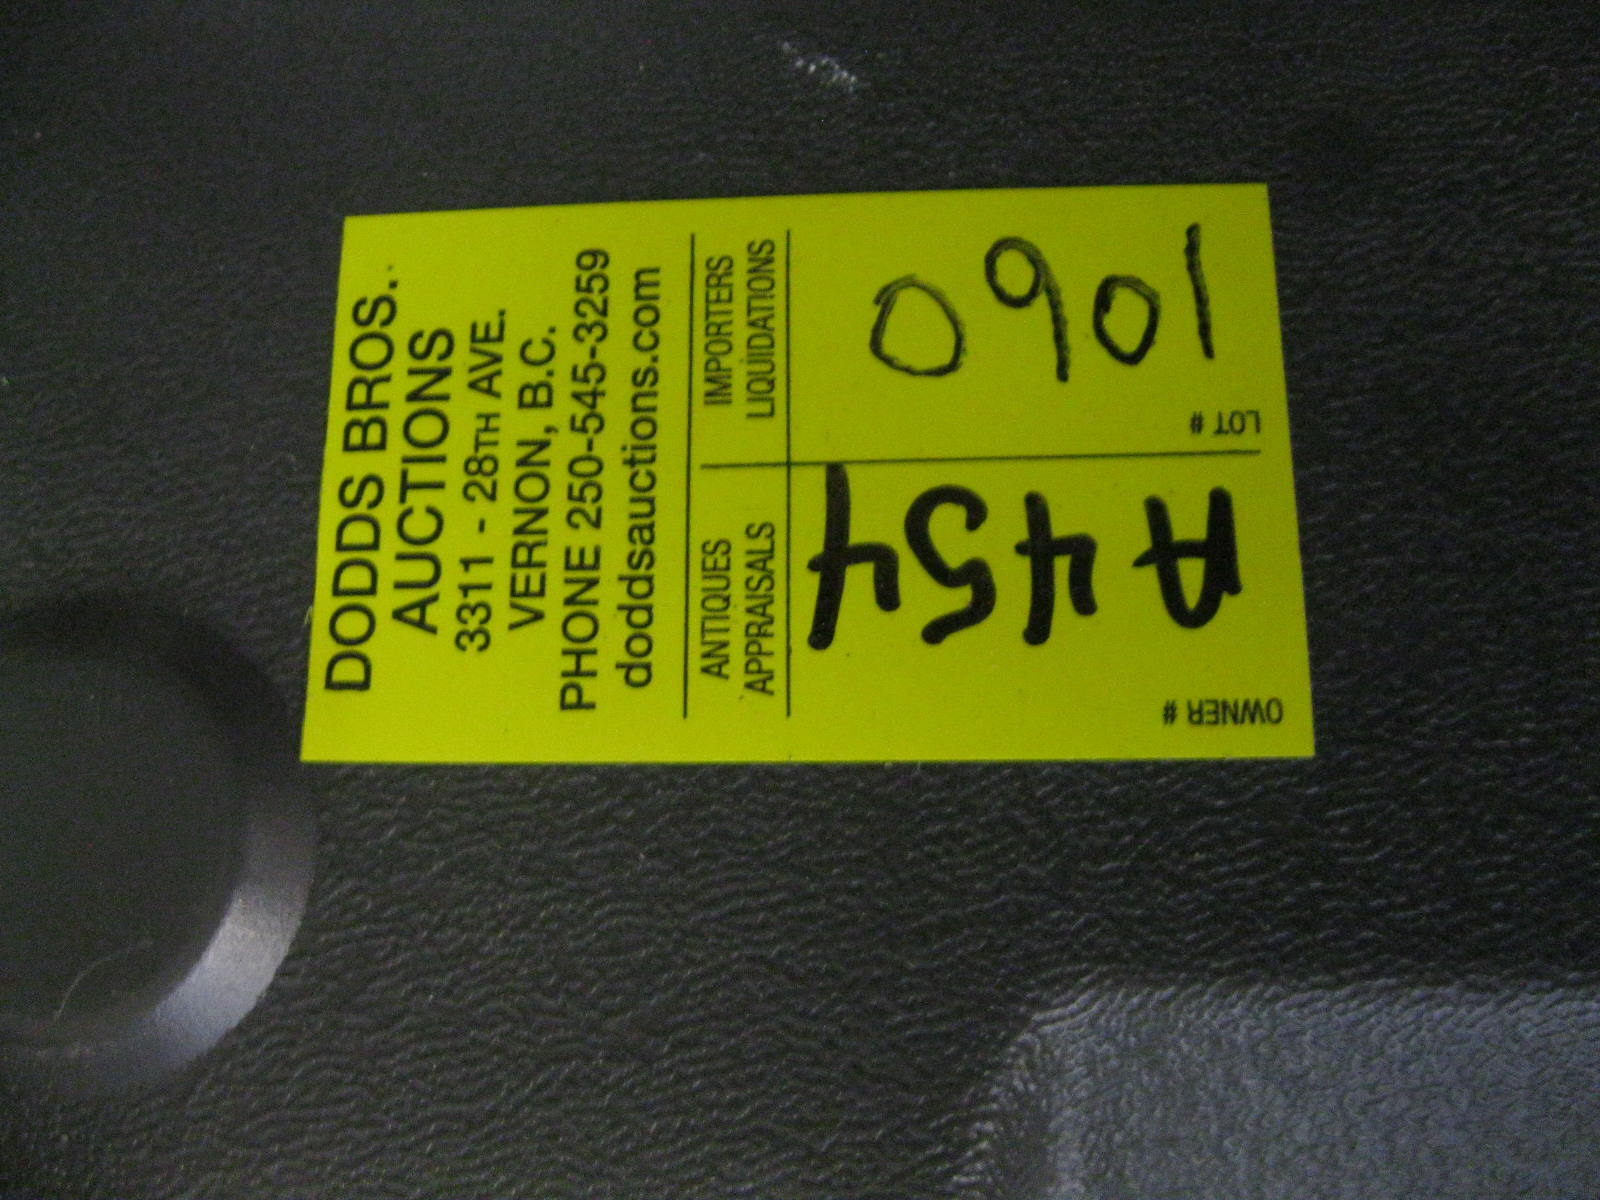 DODDS BROS.
AUCTIONS
3311 - 28TH AVE.
VERNON, B.C.
PHONE 250-545-3259
doddsauctions.com
ANTIQUES IMPORTERS
APPRAISALS LIQUIDATIONS
OWNER #
A454
LOT #
1060